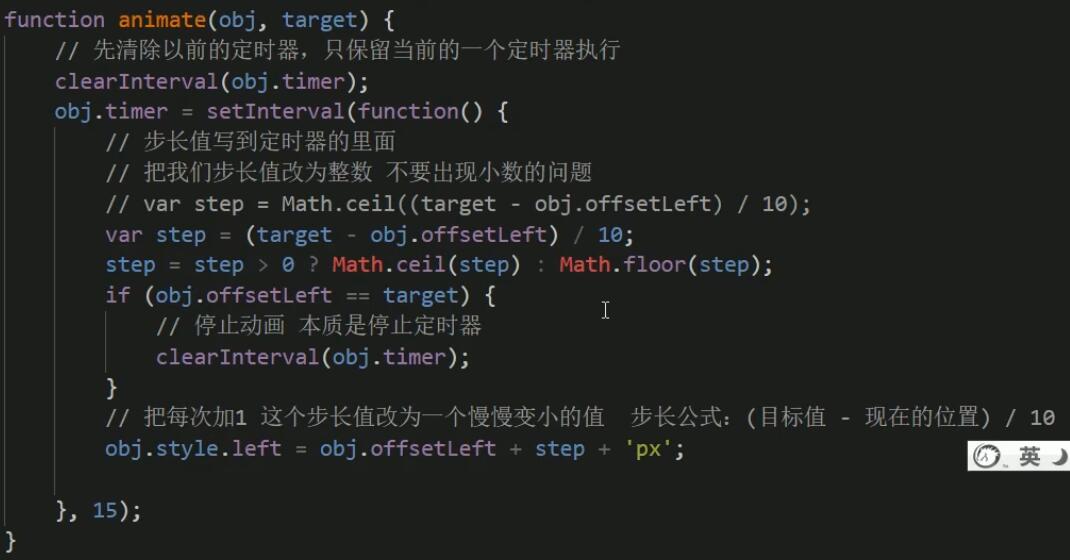 function animate(obj, target) {
// 先清除以前的定时器，只保留当前的一个定时器执行
clearInterval(obj.timer);
obj.timer = setInterval(function() {
// 步长值写到定时器的里面
// 把我们步长值改为整数 不要出现小数的问题
// var step = Math.ceil((target - obj.offsetLeft) / 10);
var step = (target - obj.offsetLeft) / 10;
step = step > 0 ? Math.ceil(step) : Math.floor(step);
if (obj.offsetLeft == target) {
// 停止动画 本质是停止定时器
clearInterval(obj.timer);
}
// 把每次加1 这个步长值改为一个慢慢变小的值  步长公式：(目标值 - 现在的位置) / 10
obj.style.left = obj.offsetLeft + step + 'px';
英
}, 15);
}